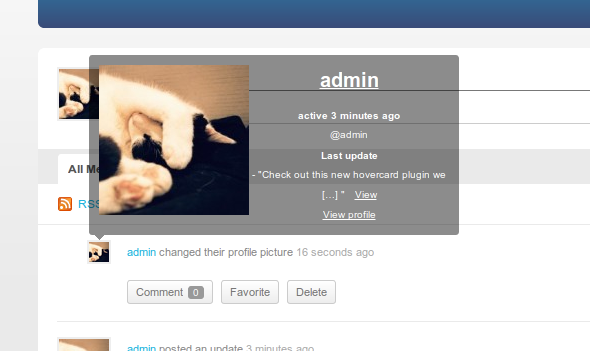 admin
active 3 minutes ago
@admin
Last update
- "Check out this new hovercard plugin we
[...] " View
View profile
All Me
RSS
admin changed their profile picture 16 seconds ago
Comment 0 Favorite Delete
admin posted an update 3 minutes ago